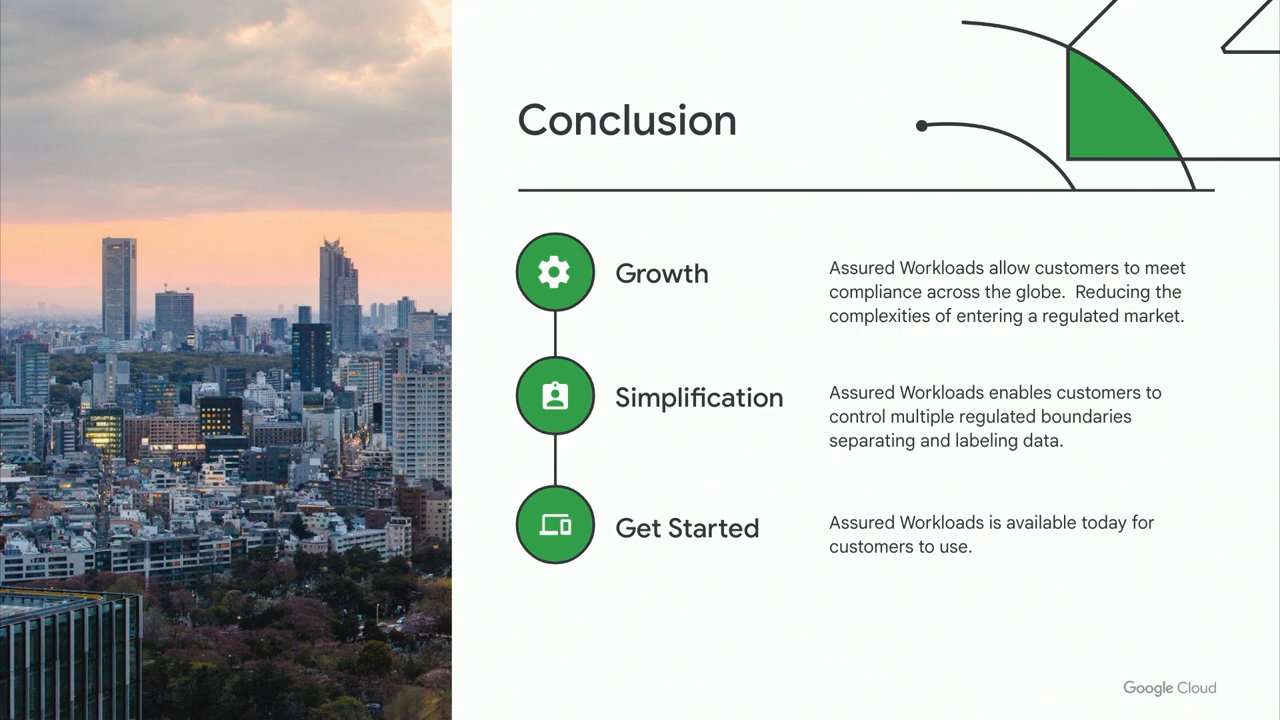 Conclusion
Growth
Assured Workloads allow customers to meet
compliance across the globe.  Reducing the
complexities of entering a regulated market.
Simplification
Assured Workloads enables customers to
control multiple regulated boundaries
separating and labeling data.
Get Started
Assured Workloads is available today for
customers to use.
Google Cloud